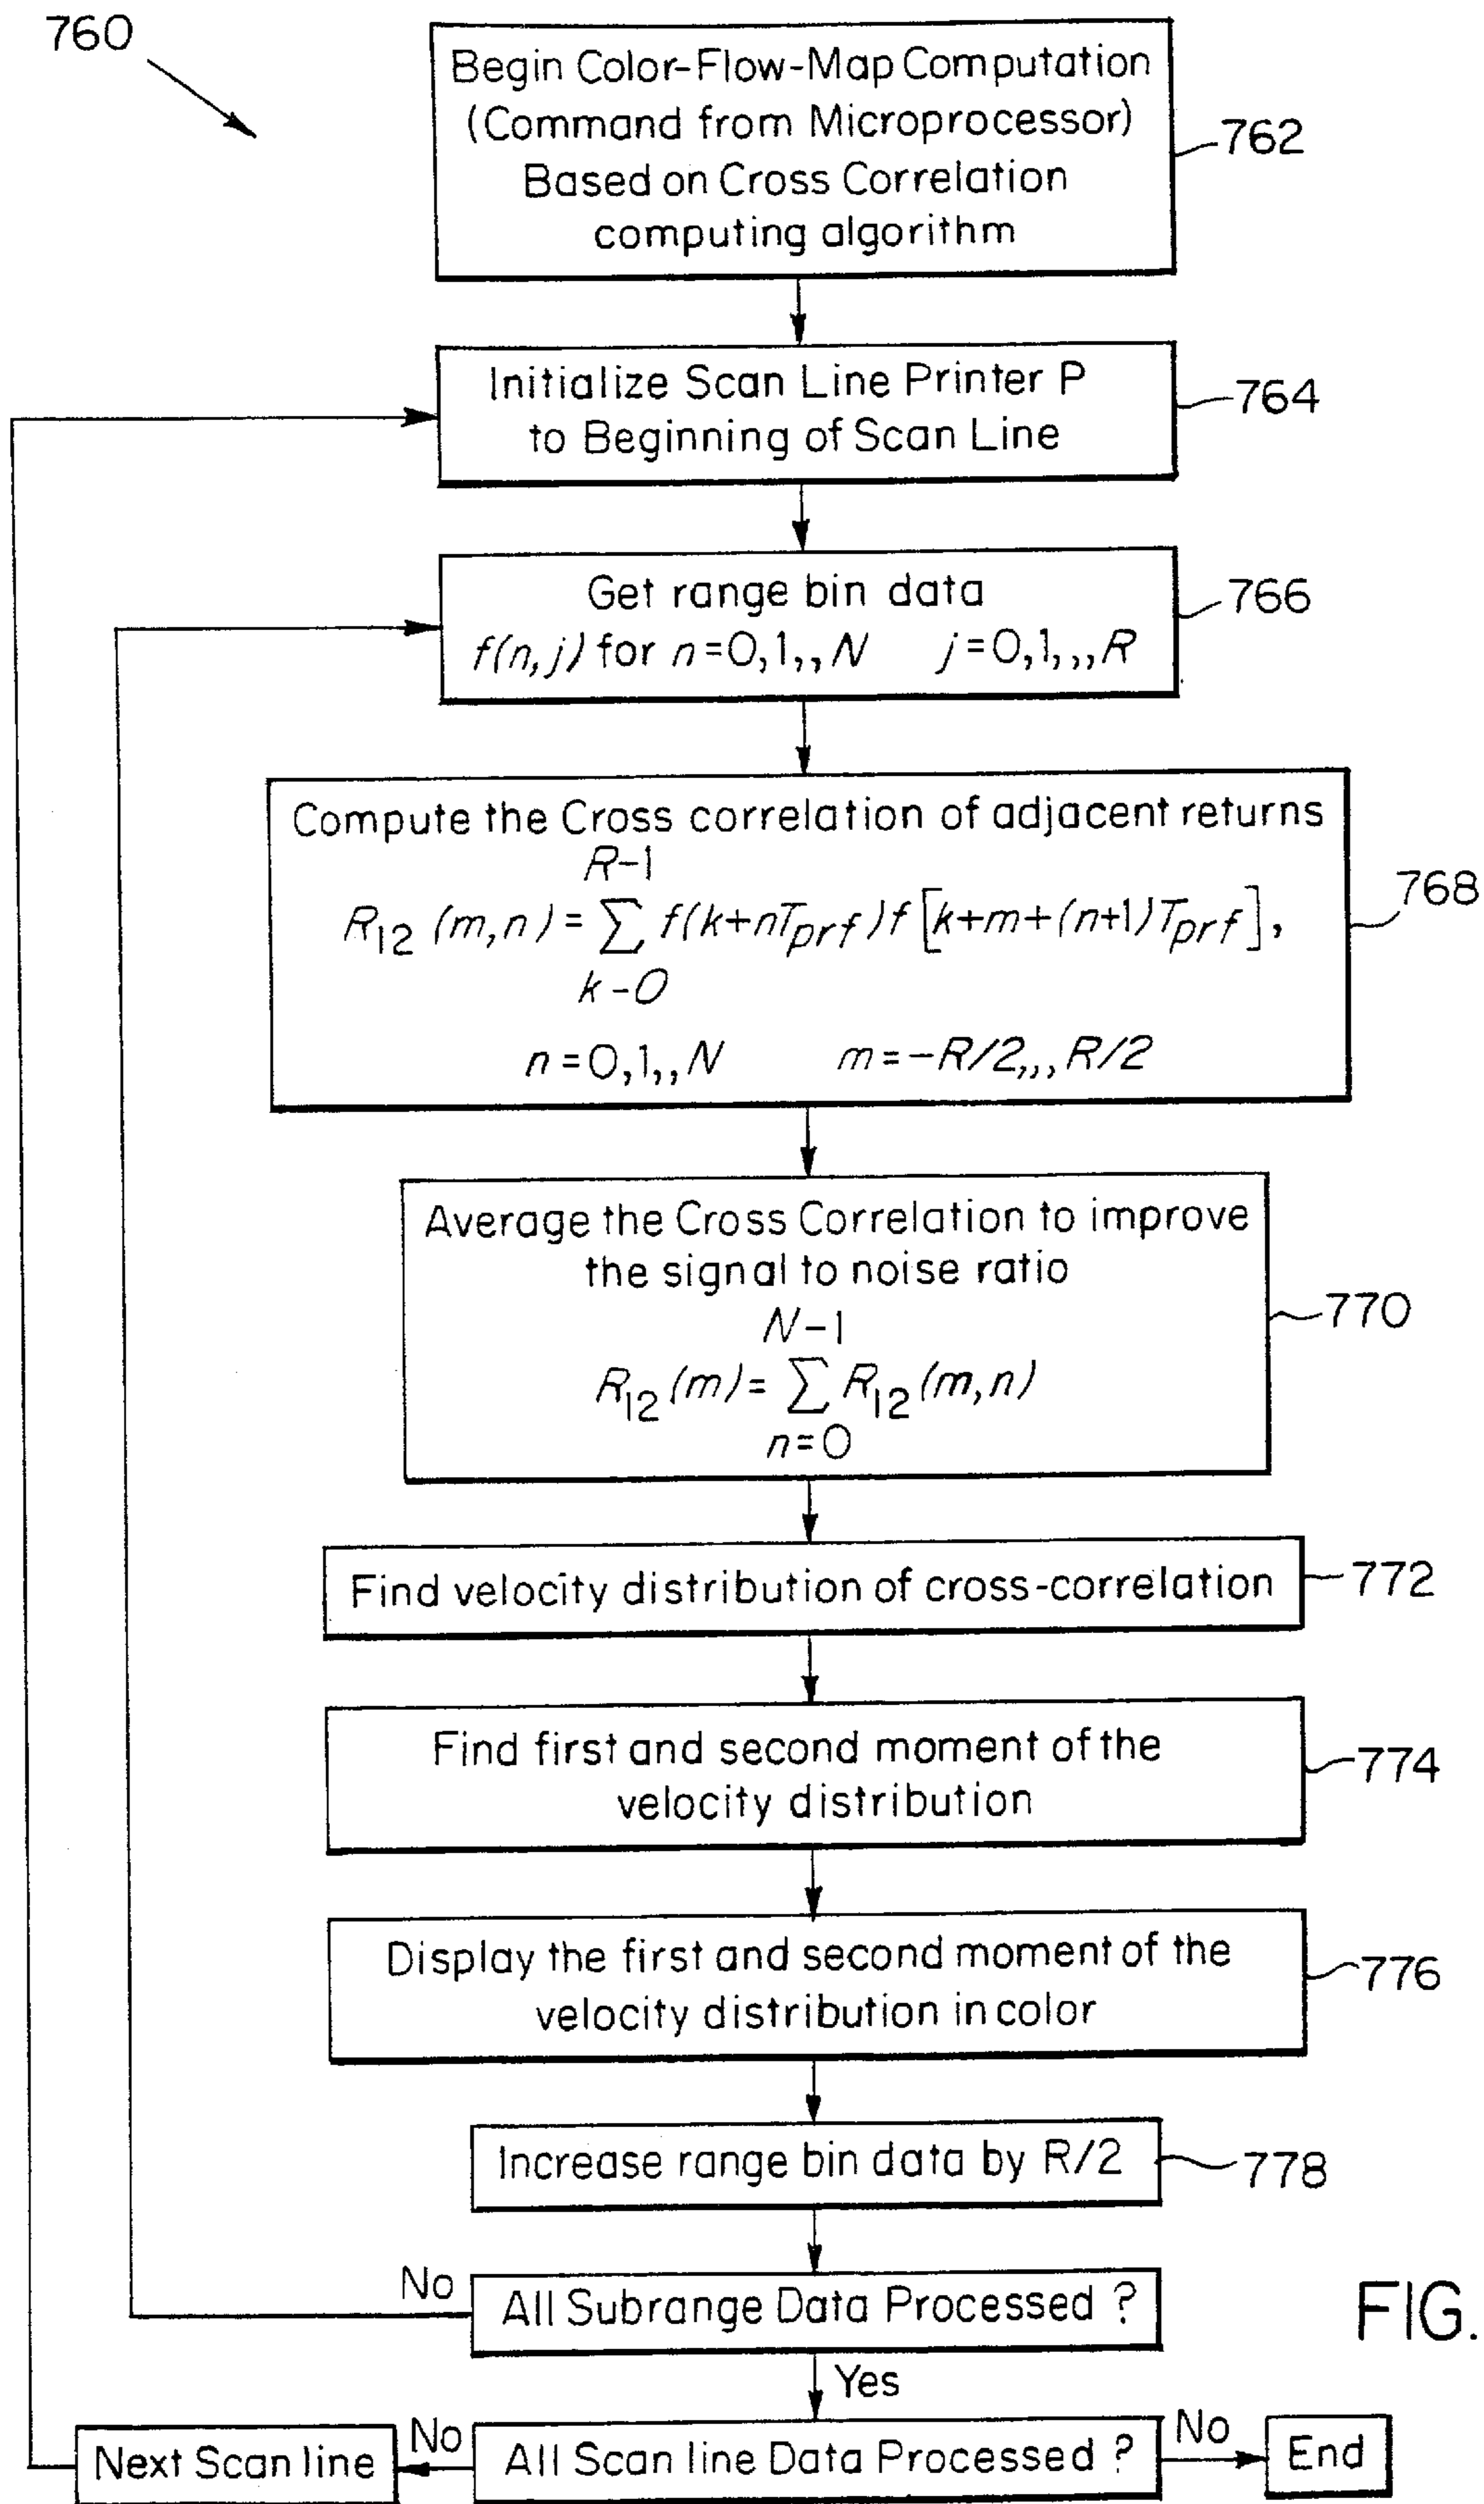 760
Begin Color-Flow-Map Computation
(Command from Microprocessor)
Based on Cross Correlation
computing algorithm
762
Initialize Scan Line Printer P
to Beginning of Scan Line
764
Get range bin data
f(n,j) for n=0,1,,N j=0,1,,,R
766
Compute the Cross correlation of adjacent returns
R-1
R12 (m,n) = ∑ f(k+nTprf)f[k+m+(n+1)Tprf],
k-0
n=0,1,,N m=-R/2,,,R/2
768
Average the Cross Correlation to improve
the signal to noise ratio
N-1
R12(m)= ∑ R12(m,n)
n=0
770
Find velocity distribution of cross-correlation
772
Find first and second moment of the
velocity distribution
774
Display the first and second moment of the
velocity distribution in color
776
Increase range bin data by R/2
778
No
All Subrange Data Processed ?
FIG.
Yes
Next Scan line
No
All Scan line Data Processed ?
No
End